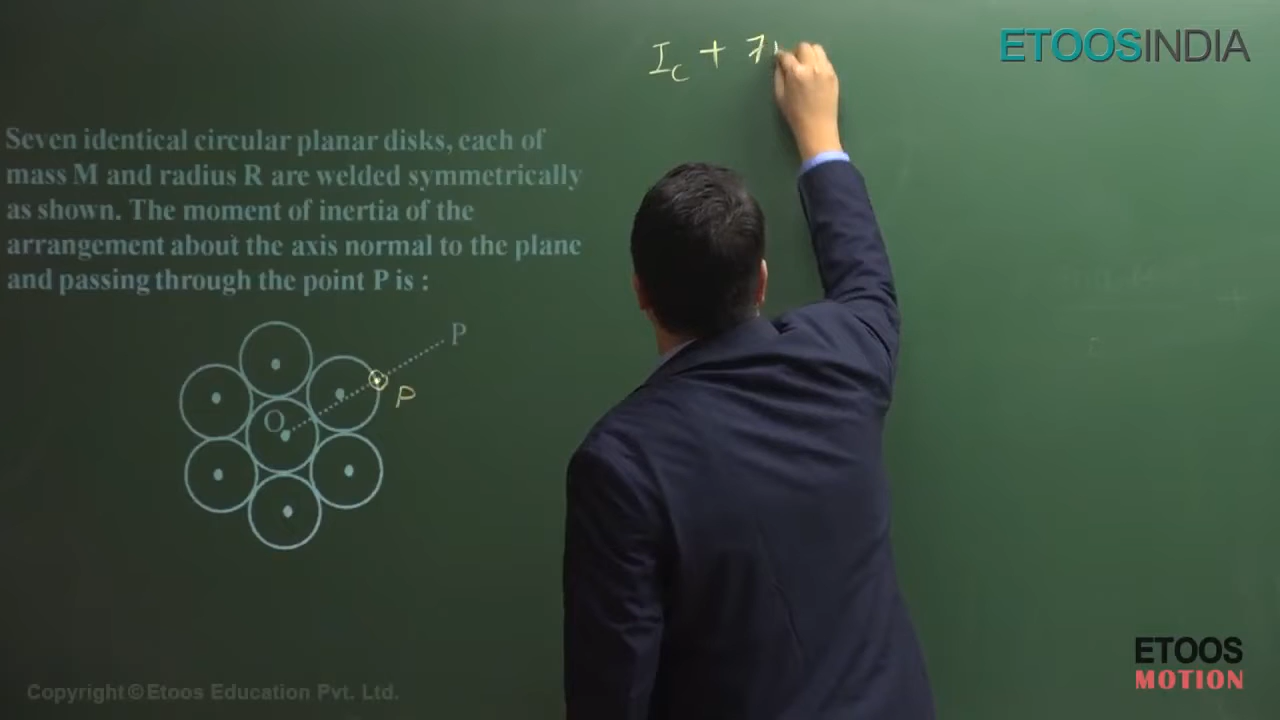 I_C + 7
ETOOSINDIA
Seven identical circular planar disks, each of
mass M and radius R are welded symmetrically
as shown. The moment of inertia of the
arrangement about the axis normal to the plane
and passing through the point P is :
P
P
O
ETOOS
MOTION
Copyright © Etoos Education Pvt. Ltd.